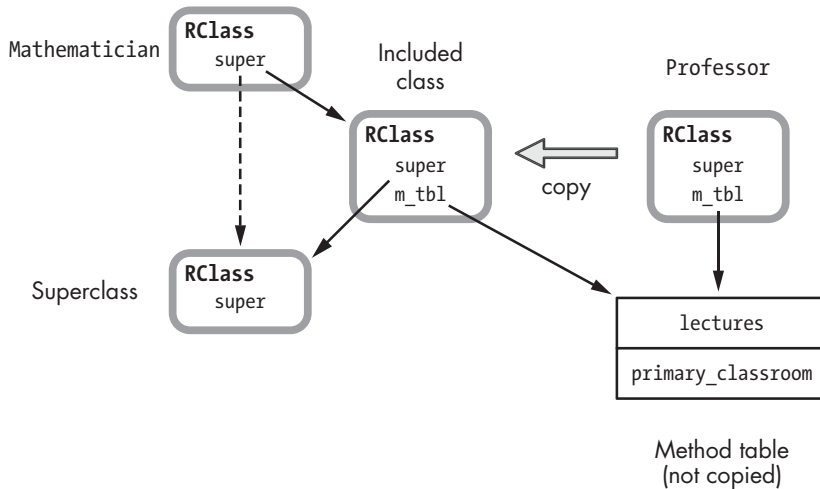 Mathematician
RClass
super
Included
class
RClass
super
m_tbl
copy
Professor
RClass
super
m_tbl
Superclass
RClass
super
lectures
primary_classroom
Method table
(not copied)